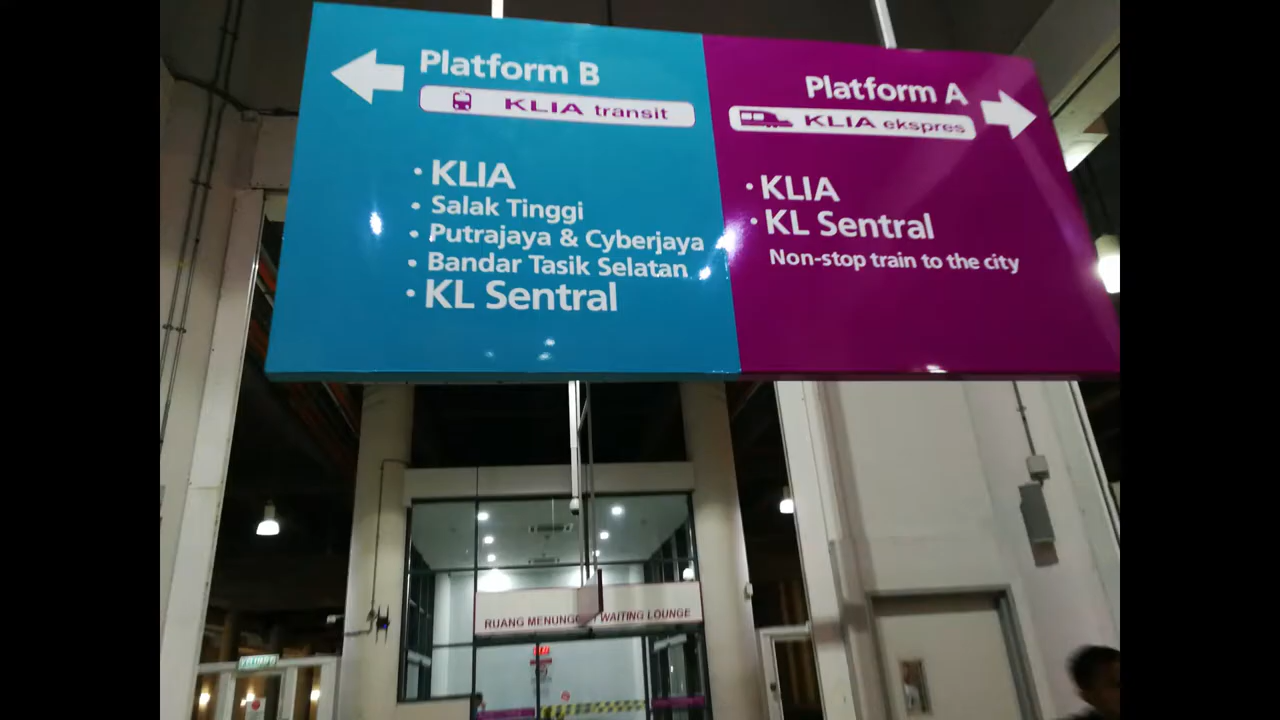 Platform B
KLIA transit
• KLIA
• Salak Tinggi
• Putrajaya & Cyberjaya
• Bandar Tasik Selatan
• KL Sentral
Platform A
KLIA ekspres
• KLIA
• KL Sentral
Non-stop train to the city
RUANG WAITING LOUNGE